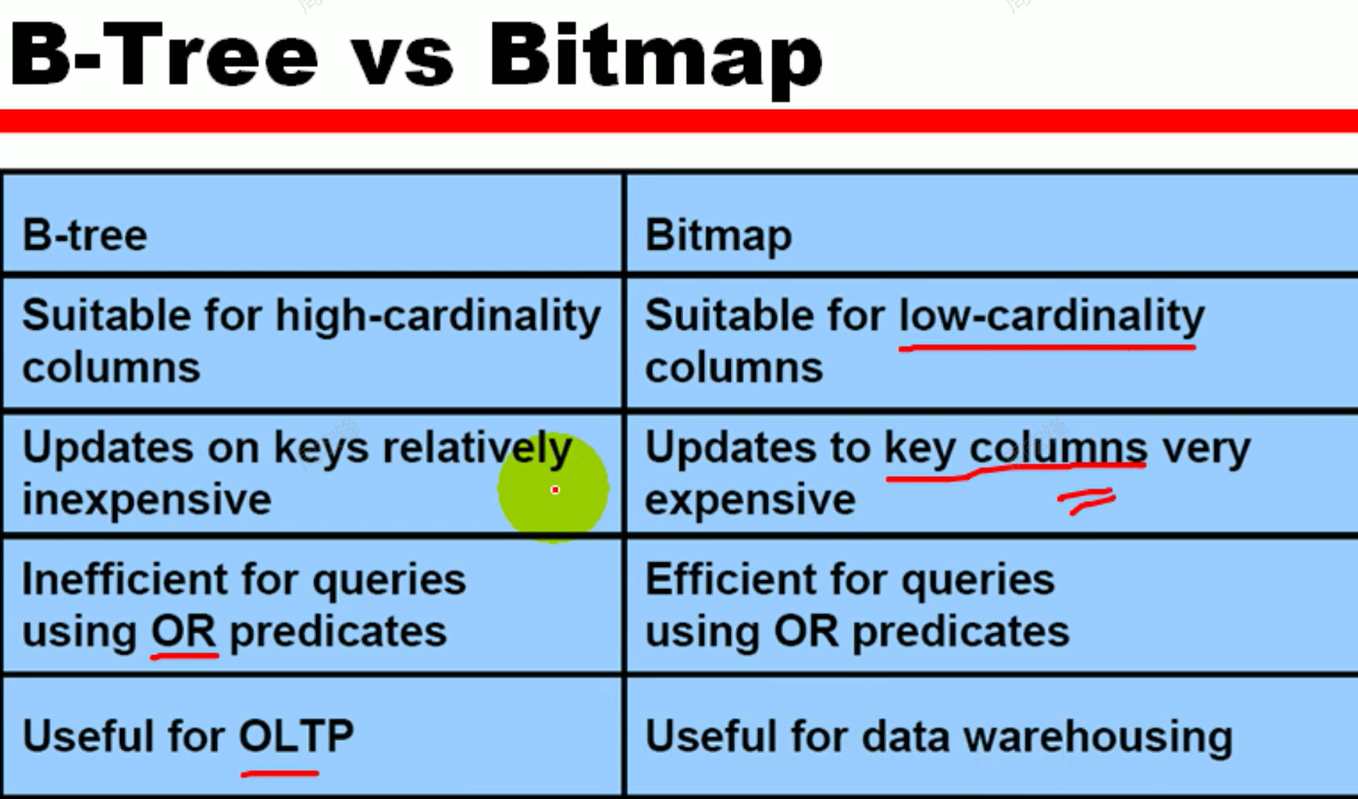 B-Tree vs Bitmap
B-tree
Bitmap
Suitable for high-cardinality
columns
Suitable for low-cardinality
columns
Updates on keys relatively
inexpensive
Updates to key columns very
expensive
Inefficient for queries
using OR predicates
Efficient for queries
using OR predicates
Useful for OLTP
Useful for data warehousing